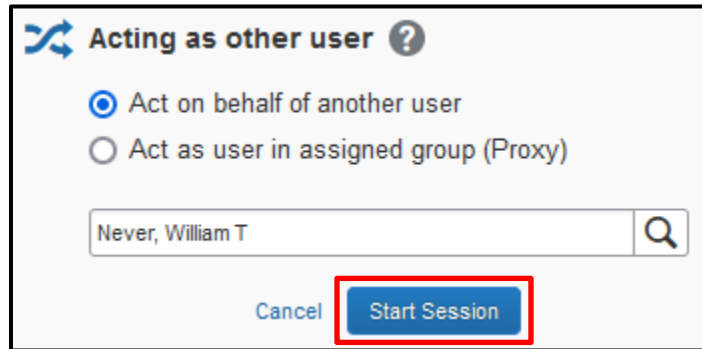 Acting as other user ?
Act on behalf of another user
Act as user in assigned group (Proxy)
Never, William T
Cancel Start Session